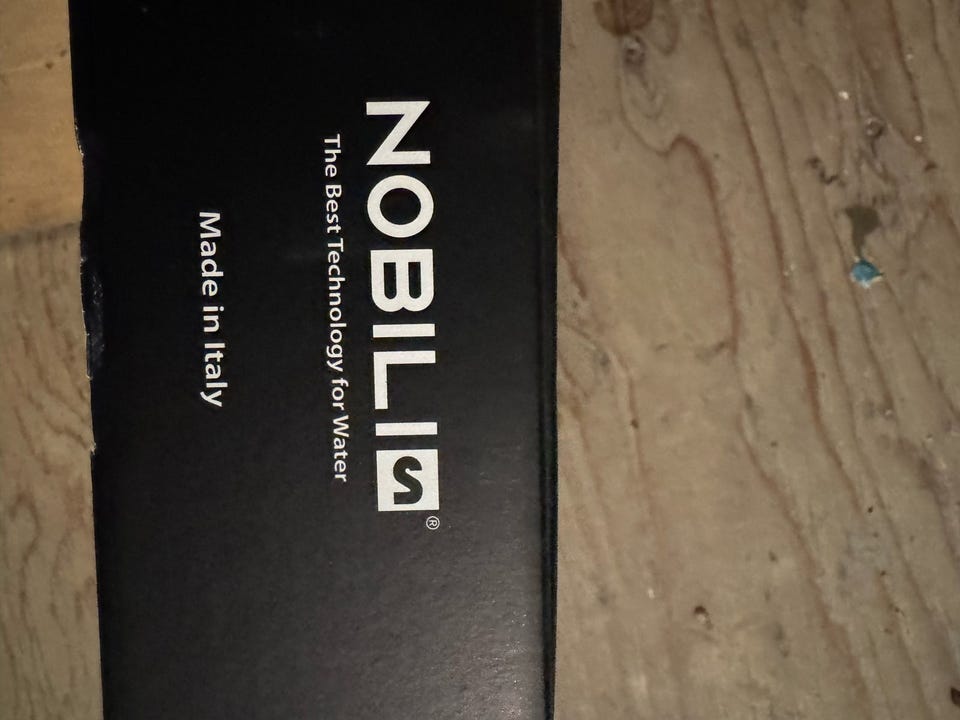 NOBILI S®
The Best Technology for Water
Made in Italy